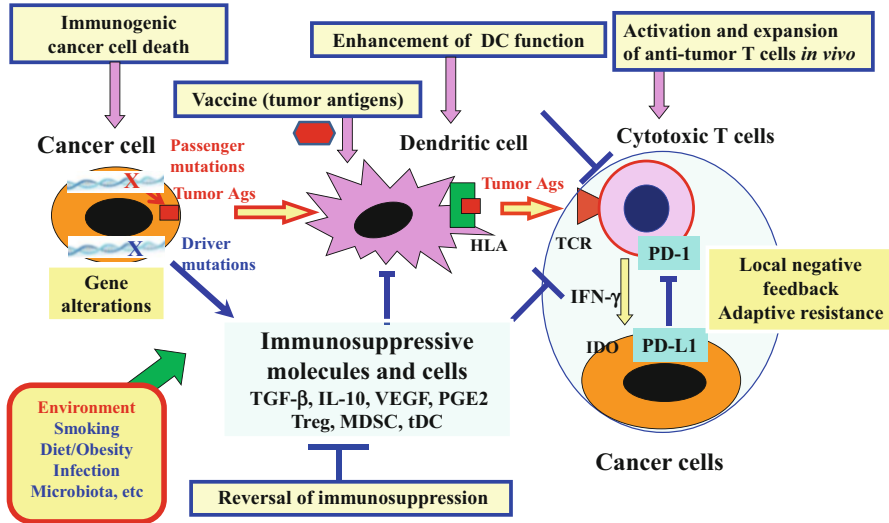 Immunogenic
cancer cell death
Enhancement of DC function
Activation and expansion
of anti-tumor T cells in vivo
Vaccine (tumor antigens)
Cancer cell
Passenger
mutations
X
Tumor Ags
X
Driver
mutations
Gene
alterations
Dendritic cell
HLA
Tumor Ags
Cytotoxic T cells
TCR
PD-1
IFN-γ
IDO
PD-L1
Local negative
feedback
Adaptive resistance
Cancer cells
Immunosuppressive
molecules and cells
TGF-β, IL-10, VEGF, PGE2
Treg, MDSC, tDC
Environment
Smoking
Diet/Obesity
Infection
Microbiota, etc
Reversal of immunosuppression